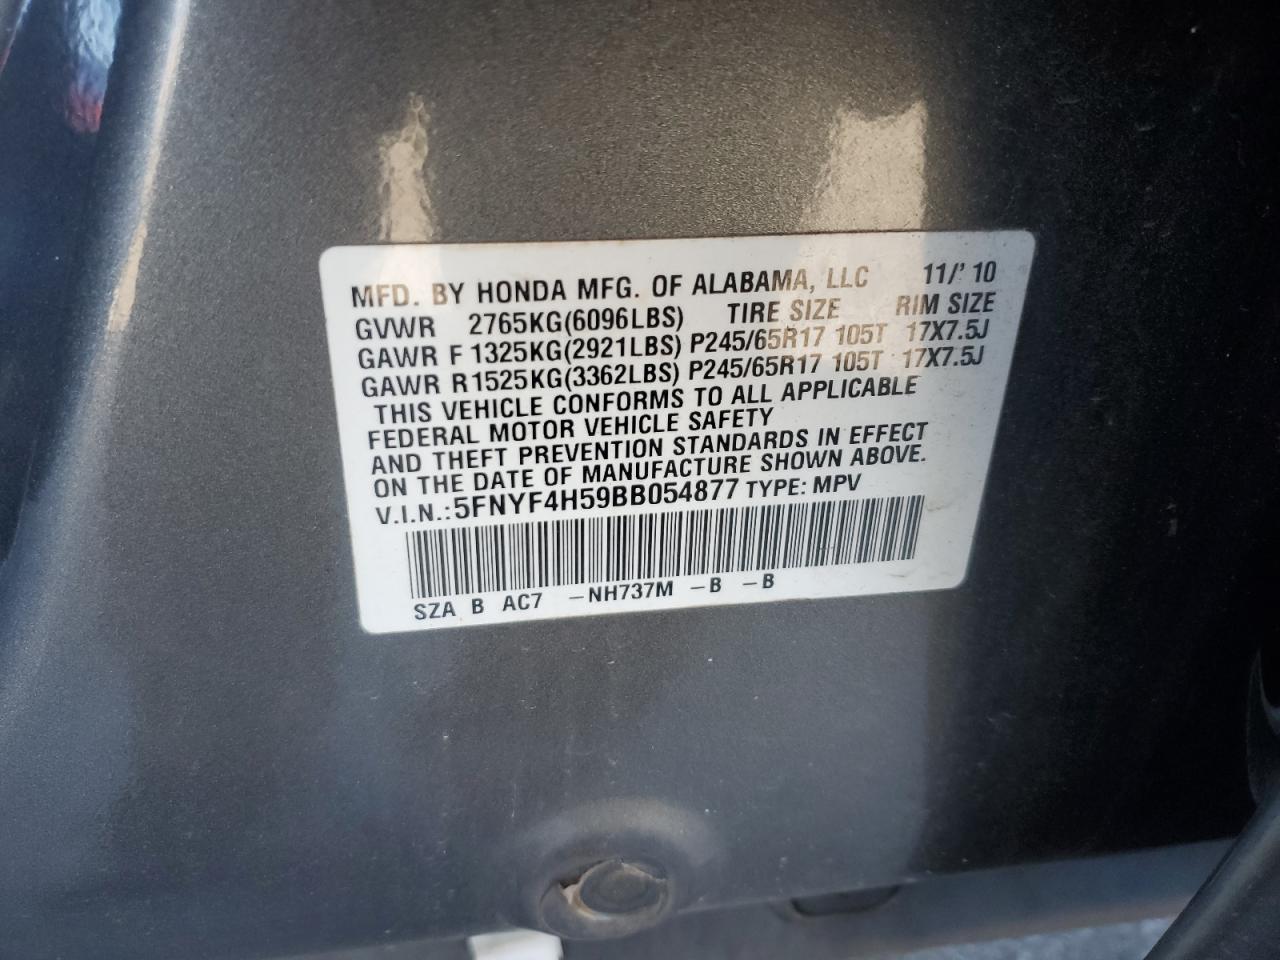 MFD. BY HONDA MFG. OF ALABAMA, LLC 11/'10
GVWR 2765KG(6096LBS) TIRE SIZE RIM SIZE
GAWR F 1325KG(2921LBS) P245/65R17 105T 17X7.5J
GAWR R1525KG(3362LBS) P245/65R17 105T 17X7.5J
THIS VEHICLE CONFORMS TO ALL APPLICABLE
FEDERAL MOTOR VEHICLE SAFETY
AND THEFT PREVENTION STANDARDS IN EFFECT
ON THE DATE OF MANUFACTURE SHOWN ABOVE.
V.I.N.:5FNYF4H59BB054877 TYPE: MPV
SZA B AC7 -NH737M -B -B